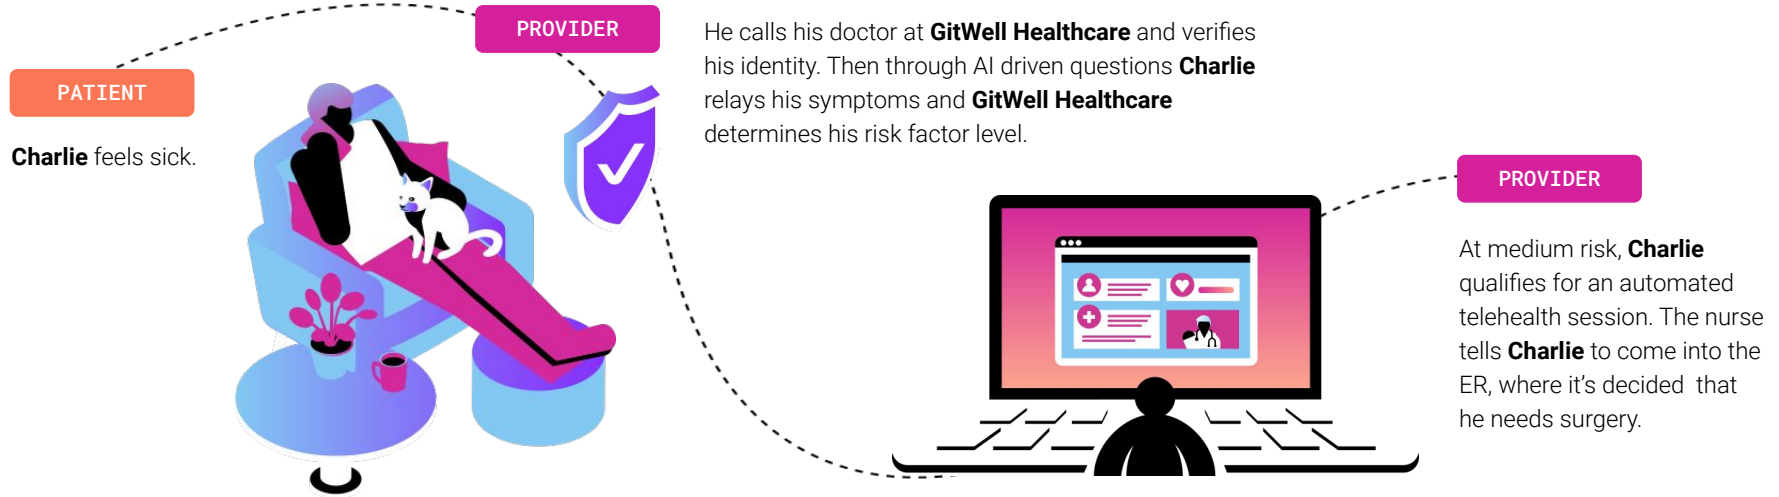 PATIENT
Charlie feels sick.
PROVIDER
He calls his doctor at GitWell Healthcare and verifies
his identity. Then through AI driven questions Charlie
relays his symptoms and GitWell Healthcare
determines his risk factor level.
PROVIDER
At medium risk, Charlie
qualifies for an automated
telehealth session. The nurse
tells Charlie to come into the
ER, where it's decided  that
he needs surgery.